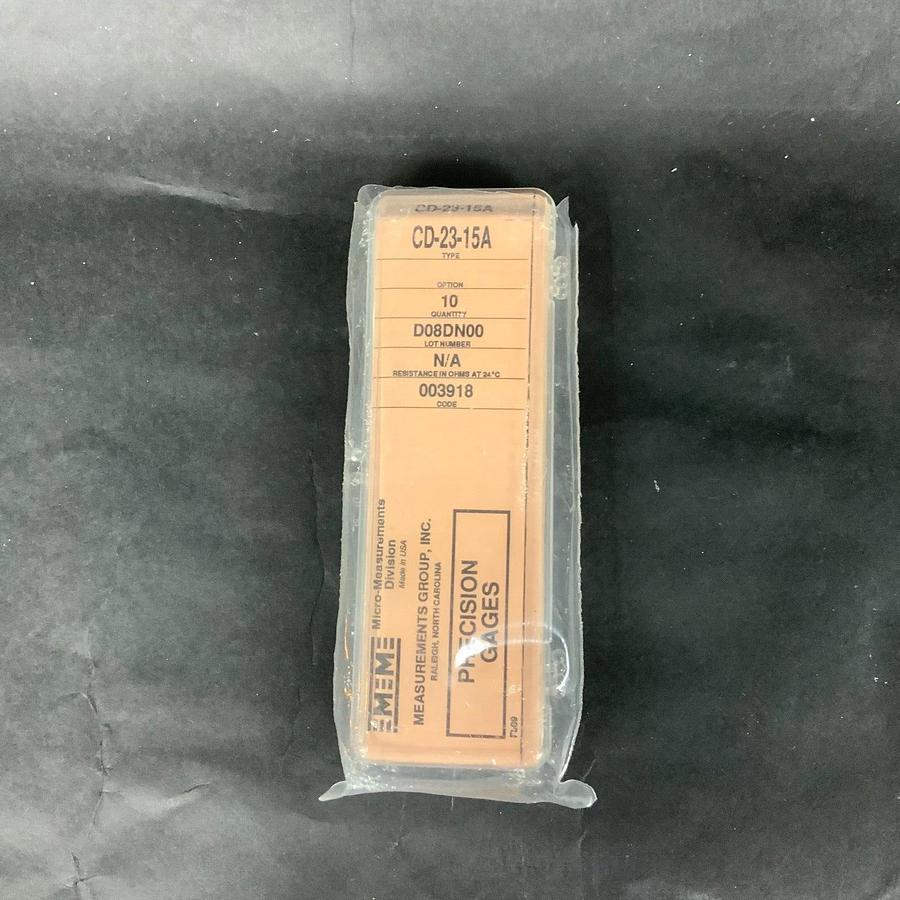 CD-23-15A
CD-23-15A
TYPE
OPTION
10
QUANTITY
D08DN00
LOT NUMBER
N/A
RESISTANCE IN OHMS AT 24°C
003918
CODE
Micro-Measurements
Division
Made in USA
MEASUREMENTS GROUP, INC.
RALEIGH, NORTH CAROLINA
PRECISION
GAGES